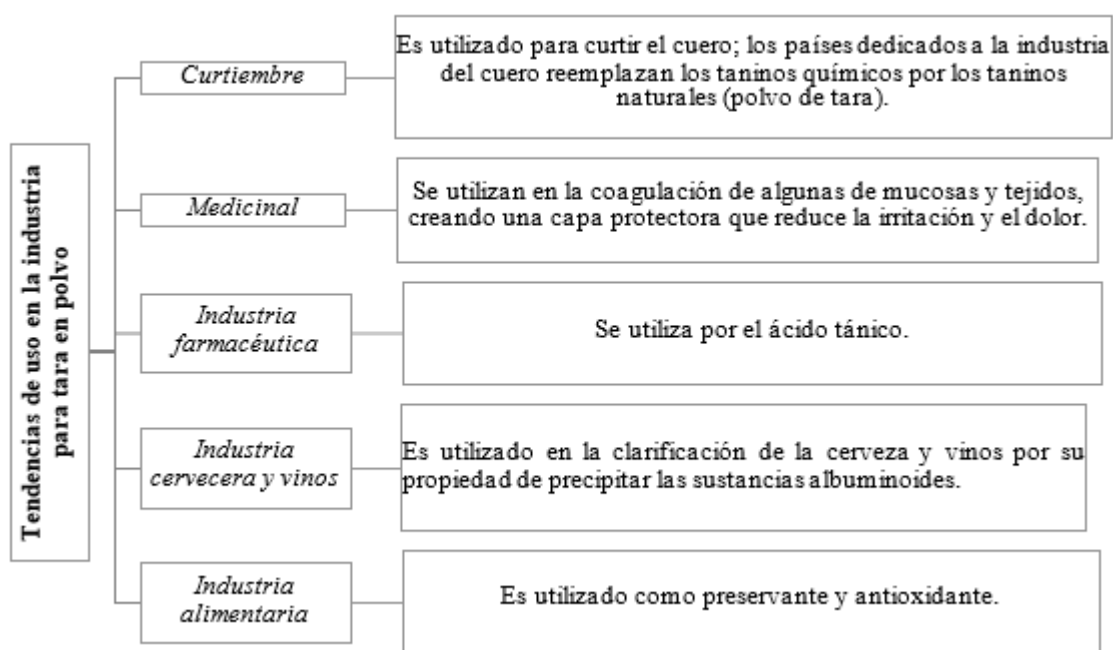 Tendencias de uso en la industria
para tara en polvo
Curtiembre
Es utilizado para curtir el cuero; los países dedicados a la industria
del cuero reemplazan los taninos químicos por los taninos
naturales (polvo de tara).
Medicinal
Se utilizan en la coagulación de algunas de mucosas y tejidos,
creando una capa protectora que reduce la irritación y el dolor.
Industria
farmacéutica
Se utiliza por el ácido tánico.
Industria
cervecera y vinos
Es utilizado en la clarificación de la cerveza y vinos por su
propiedad de precipitar las sustancias albuminoides.
Industria
alimentaria
Es utilizado como preservante y antioxidante.